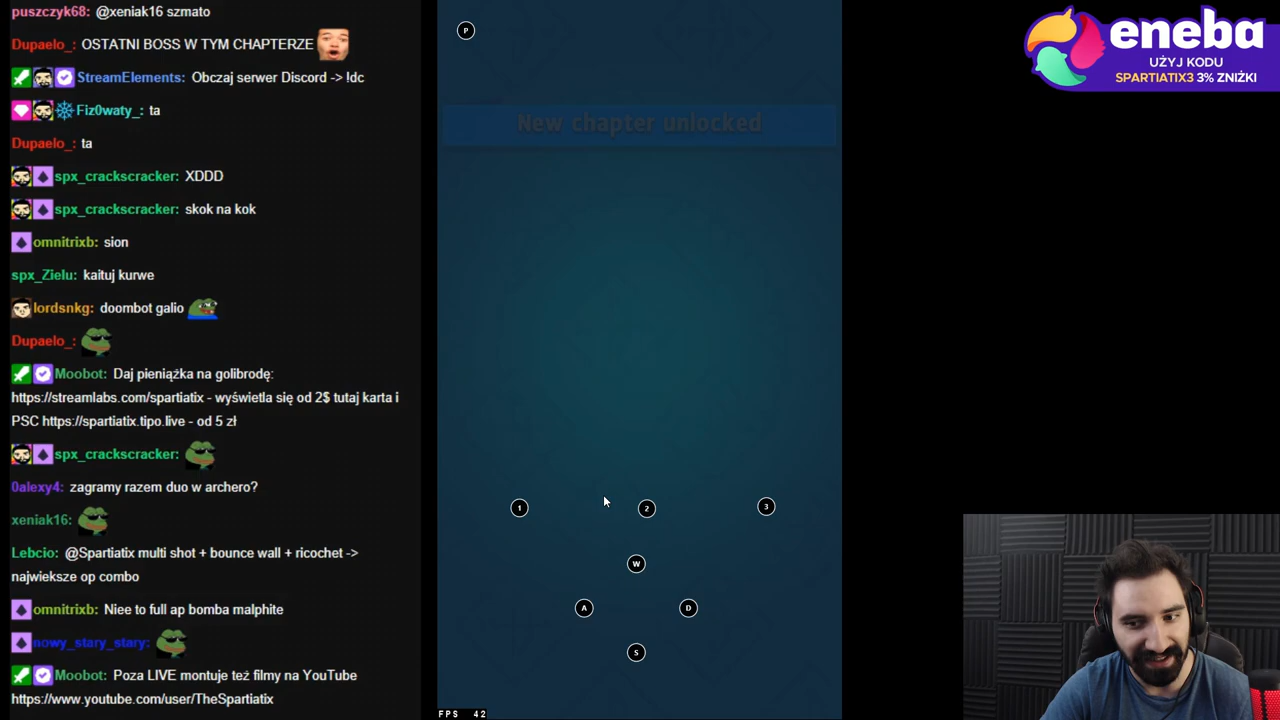 puszczyk68: @xeniak16 szmato
Dupaelo_: OSTATNI BOSS W TYM CHAPTERZE
StreamElements: Obczaj serwer Discord -> !dc
Fiz0waty_: ta
Dupaelo_: ta
spx_crackscracker: XDDD
spx_crackscracker: skok na kok
omnitrixb: sion
spx_Zielu: kaituj kurwe
lordsnkg: doombot galio
Dupaelo_:
Moobot: Daj pieniążka na golibrodę:
https://streamlabs.com/spartiatix - wyświetla się od 2$ tutaj karta i
PSC https://spartiatix.tipo.live - od 5 zł
spx_crackscracker:
0alexy4: zagramy razem duo w archero?
xeniak16:
Lebcio: @Spartiatix multi shot + bounce wall + ricochet ->
najwieksze op combo
omnitrixb: Niee to full ap bomba malphite
nowy_stary_stary:
Moobot: Poza LIVE montuje też filmy na YouTube
https://www.youtube.com/user/TheSpartiatix
P
New chapter unlocked
1 2 3
W
A D
S
FPS 42
eneba
UŻYJ KODU
SPARTIATIX3 3% ZNIŻKI